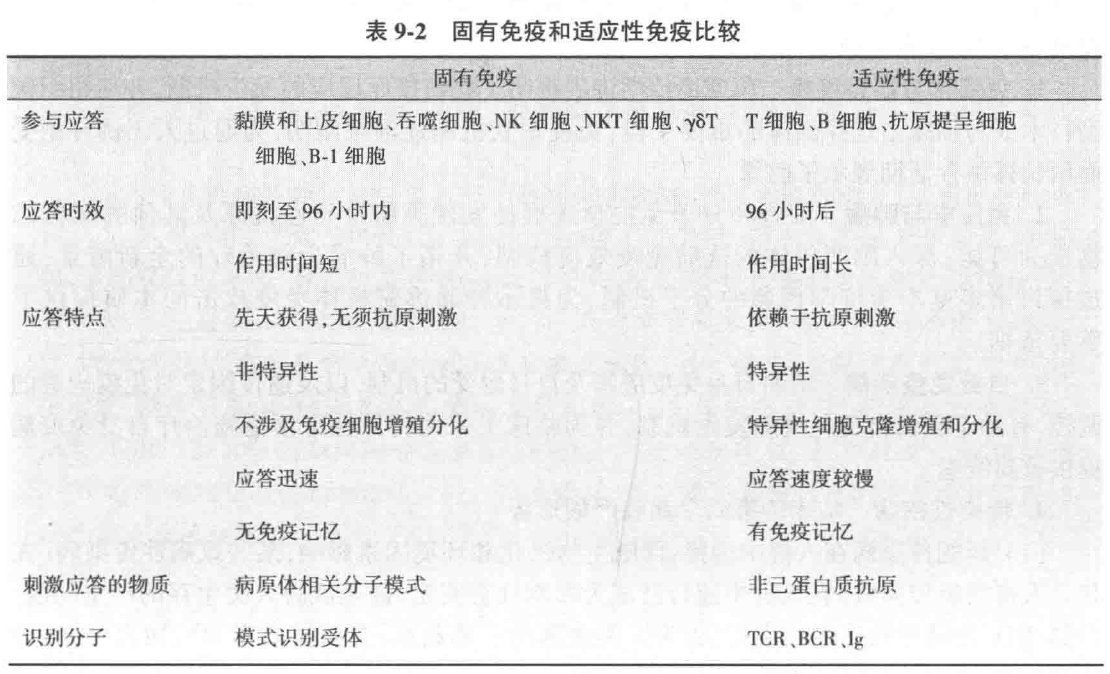 表 9-2 固有免疫和适应性免疫比较
固有免疫 适应性免疫
参与应答 黏膜和上皮细胞、吞噬细胞、NK 细胞、NKT 细胞、γδT T 细胞、B 细胞、抗原提呈细胞
细胞、B-1 细胞
应答时效 即刻至 96 小时内 96 小时后
作用时间短 作用时间长
应答特点 先天获得,无须抗原刺激 依赖于抗原刺激
非特异性 特异性
不涉及免疫细胞增殖分化 特异性细胞克隆增殖和分化
应答迅速 应答速度较慢
无免疫记忆 有免疫记忆
刺激应答的物质 病原体相关分子模式 非己蛋白质抗原
识别分子 模式识别受体 TCR、BCR、Ig